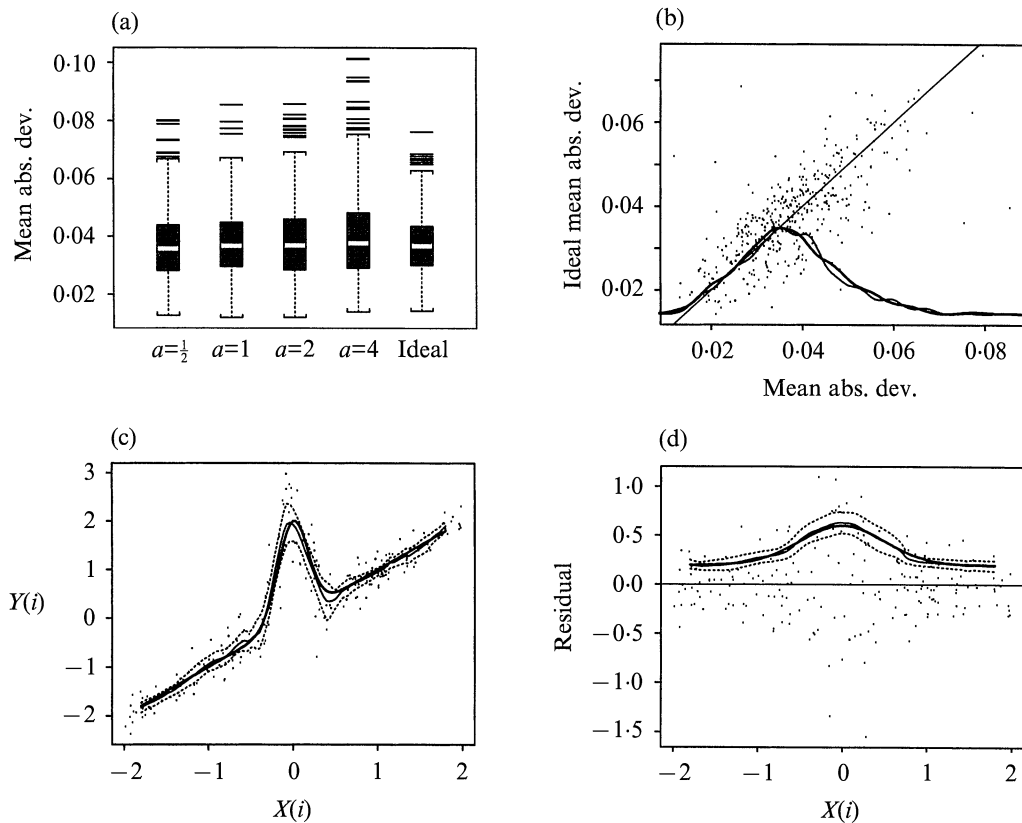 (a)
Mean abs. dev.
0·10
0·08
0·06
0·04
0·02
a=½ a=1 a=2 a=4 Ideal
(b)
Ideal mean abs. dev.
0·06
0·04
0·02
0·02 0·04 0·06 0·08
Mean abs. dev.
(c)
Y(i)
3
2
1
0
−1
−2
−2 −1 0 1 2
X(i)
(d)
Residual
1·0
0·5
0·0
−0·5
−1·0
−1·5
−2 −1 0 1 2
X(i)